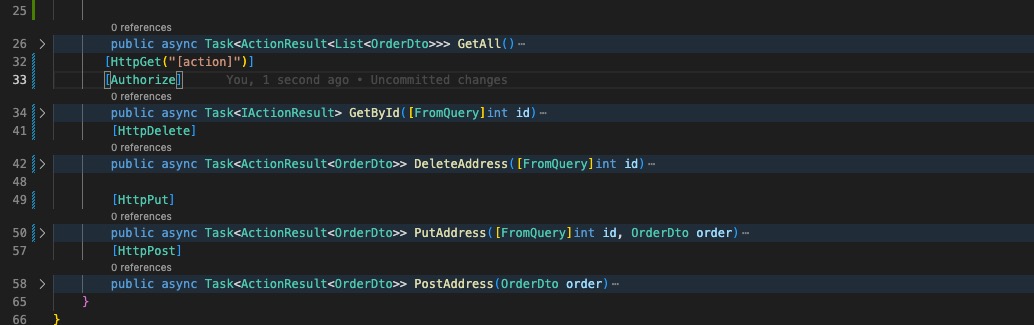 25
0 references
26 > public async Task<ActionResult<List<OrderDto>>> GetAll()⋯
32 [HttpGet("[action]")]
33 [Authorize] You, 1 second ago • Uncommitted changes
0 references
34 > public async Task<IActionResult> GetById([FromQuery]int id)⋯
41 [HttpDelete]
0 references
42 > public async Task<ActionResult<OrderDto>> DeleteAddress([FromQuery]int id)⋯
48
49 [HttpPut]
0 references
50 > public async Task<ActionResult<OrderDto>> PutAddress([FromQuery]int id, OrderDto order)⋯
57 [HttpPost]
0 references
58 > public async Task<ActionResult<OrderDto>> PostAddress(OrderDto order)⋯
65 }
66 }